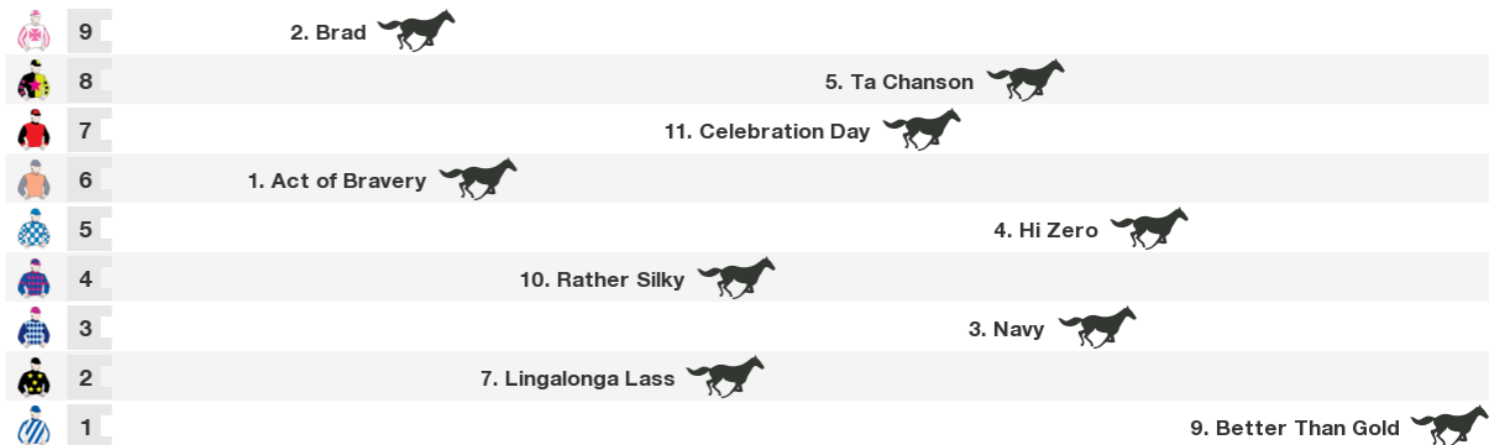 9 2. Brad
8 5. Ta Chanson
7 11. Celebration Day
6 1. Act of Bravery
5 4. Hi Zero
4 10. Rather Silky
3 3. Navy
2 7. Lingalonga Lass
1 9. Better Than Gold